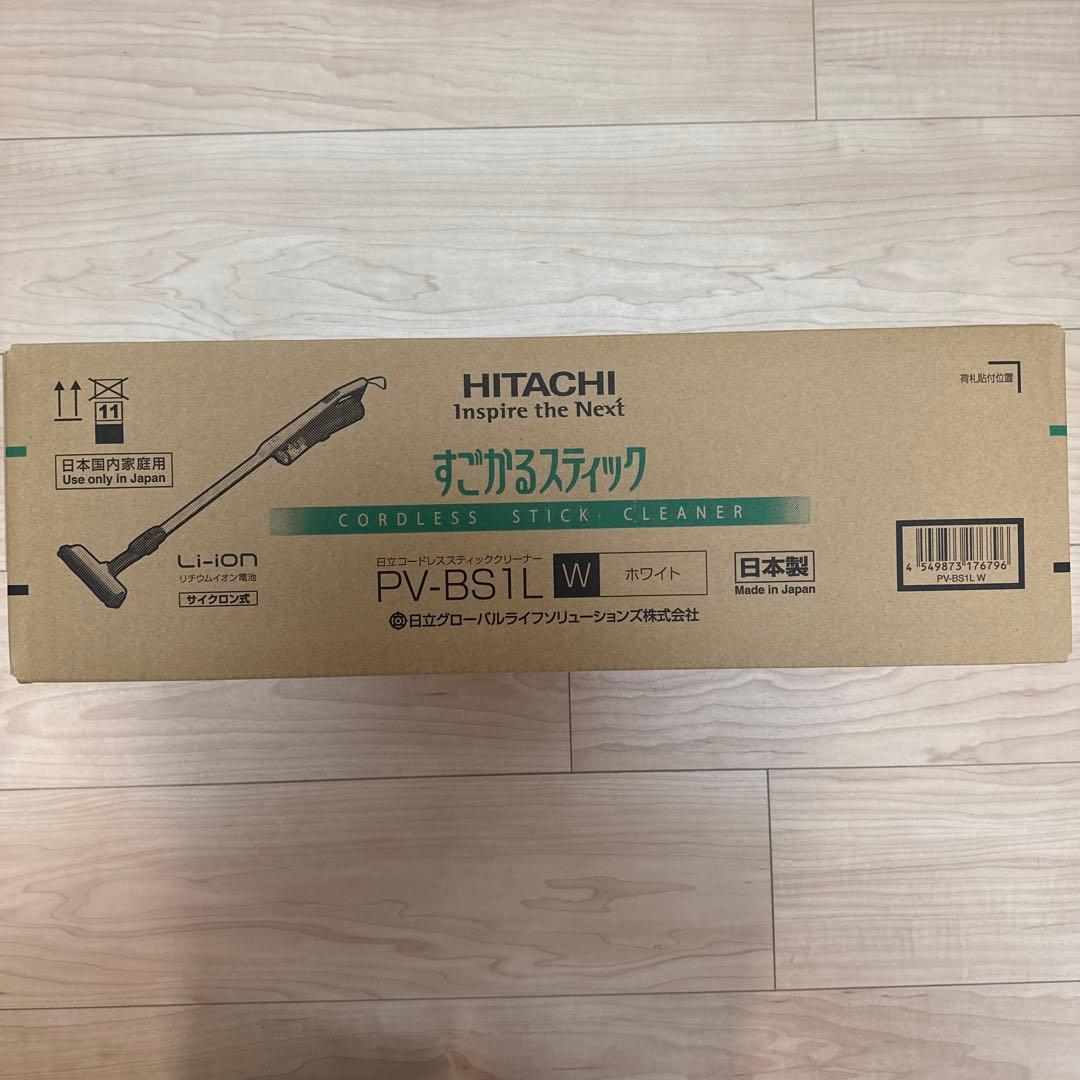 HITACHI
Inspire the Next
荷札貼付位置
11
日本国内家庭用
Use only in Japan
すごかるスティック
CORDLESS STICK CLEANER
Li-ion
リチウムイオン電池
サイクロン式
日立コードレススティッククリーナー
PV-BS1L W ホワイト
日本製
Made in Japan
日立グローバルライフソリューションズ株式会社
4 549873 176796
PV-BS1L W